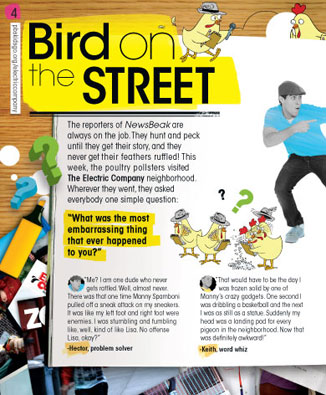 4
pbskidsgo.org/electriccompany
Bird on
the STREET
The reporters of NewsBeak are
always on the job. They hunt and peck
until they get their story, and they
never get their feathers ruffled! This
week, the poultry pollsters visited
The Electric Company neighborhood.
Wherever they went, they asked
everybody one simple question:
"What was the most
embarrassing thing
that ever happened
to you?"
"Me? I am one dude who never
gets rattled. Well, almost never.
There was that one time Manny Spamboni
pulled off a sneak attack on my sneakers.
It was like my left foot and right foot were
enemies. I was stumbling and fumbling
like, well, kind of like Lisa. No offense
Lisa, okay?"
-Hector, problem solver
"That would have to be the day I
was frozen solid by one of
Manny's crazy gadgets. One second I
was dribbling a basketball and the next
I was as still as a statue. Suddenly my
head was a landing pad for every
pigeon in the neighborhood. Now that
was definitely awkward!"
-Keith, word whiz